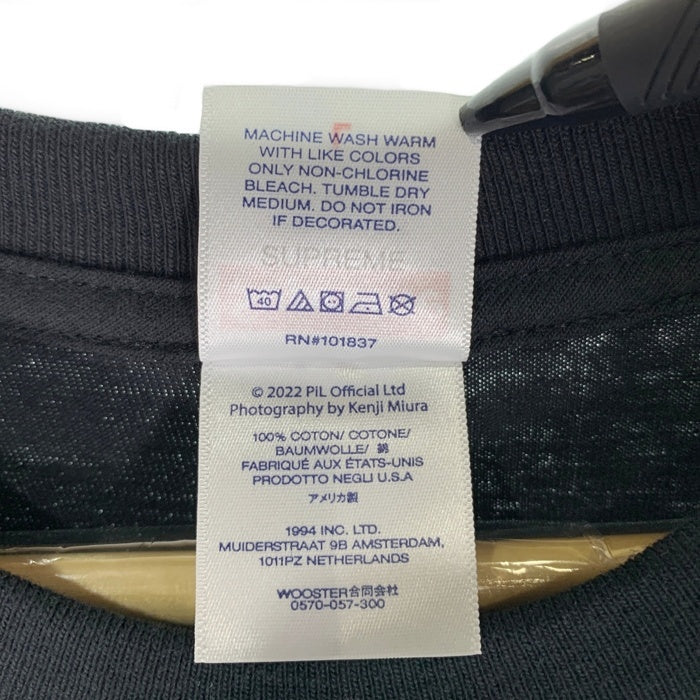 MACHINE WASH WARM
WITH LIKE COLORS
ONLY NON-CHLORINE
BLEACH. TUMBLE DRY
MEDIUM. DO NOT IRON
IF DECORATED.
SUPREME
40
RN#101837
© 2022 PiL Official Ltd
Photography by Kenji Miura
100% COTTON/ COTONE/
BAUMWOLLE/ 綿
FABRIQUÉ AUX ÉTATS-UNIS
PRODOTTO NEGLI U.S.A
アメリカ製
1994 INC. LTD.
MUIDERSTRAAT 9B AMSTERDAM,
1011PZ NETHERLANDS
WOOSTER合同会社
0570-057-300